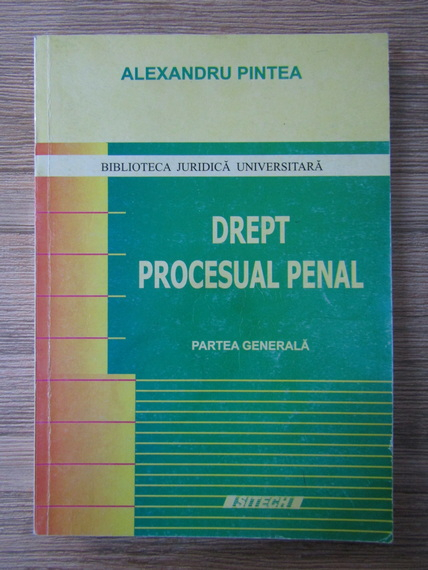 ALEXANDRU PINTEA
BIBLIOTECA JURIDICĂ UNIVERSITARĂ
DREPT
PROCESUAL PENAL
PARTEA GENERALĂ
SITECH